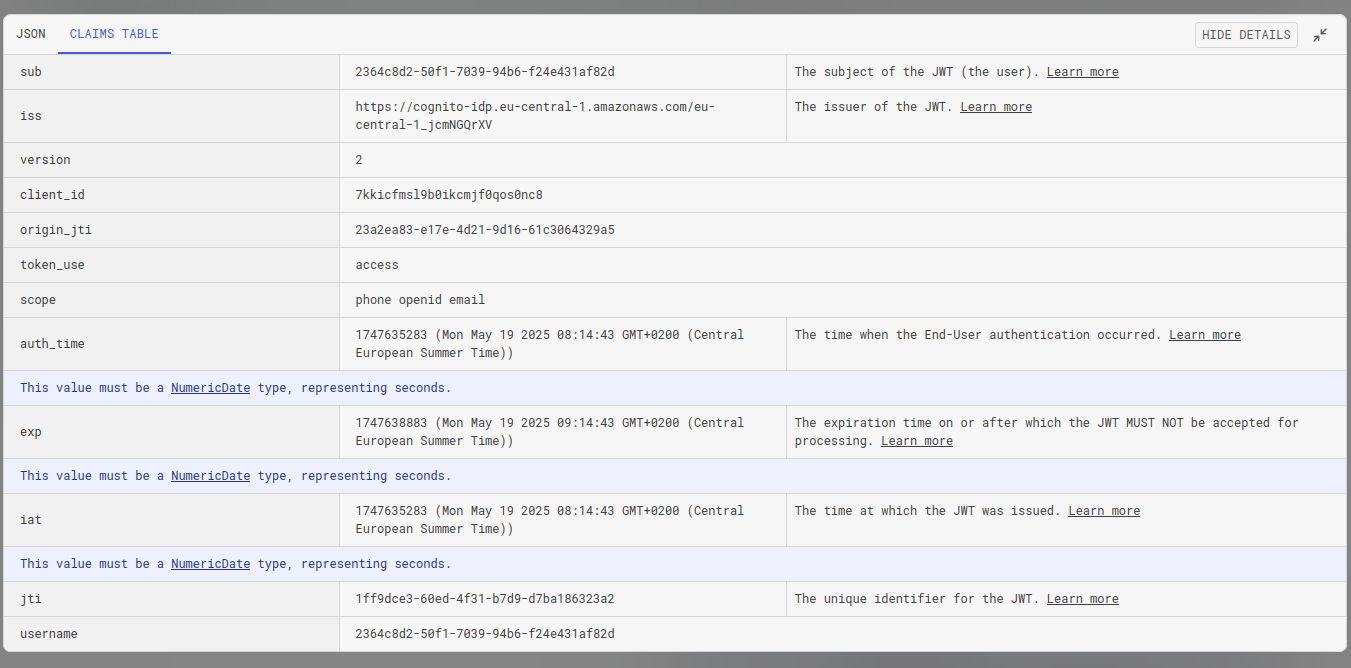 JSON CLAIMS TABLE HIDE DETAILS
sub 2364c8d2-50f1-7039-94b6-f24e431af82d The subject of the JWT (the user). Learn more
iss https://cognito-idp.eu-central-1.amazonaws.com/eu-
central-1_jcmNGQrXV The issuer of the JWT. Learn more
version 2
client_id 7kkicfmsl9b0ikcmjf0qos0nc8
origin_jti 23a2ea83-e17e-4d21-9d16-61c3064329a5
token_use access
scope phone openid email
auth_time 1747635283 (Mon May 19 2025 08:14:43 GMT+0200 (Central
European Summer Time)) The time when the End-User authentication occurred. Learn more
This value must be a NumericDate type, representing seconds.
exp 1747638883 (Mon May 19 2025 09:14:43 GMT+0200 (Central
European Summer Time)) The expiration time on or after which the JWT MUST NOT be accepted for
processing. Learn more
This value must be a NumericDate type, representing seconds.
iat 1747635283 (Mon May 19 2025 08:14:43 GMT+0200 (Central
European Summer Time)) The time at which the JWT was issued. Learn more
This value must be a NumericDate type, representing seconds.
jti 1ff9dce3-60ed-4f31-b7d9-d7ba186323a2 The unique identifier for the JWT. Learn more
username 2364c8d2-50f1-7039-94b6-f24e431af82d